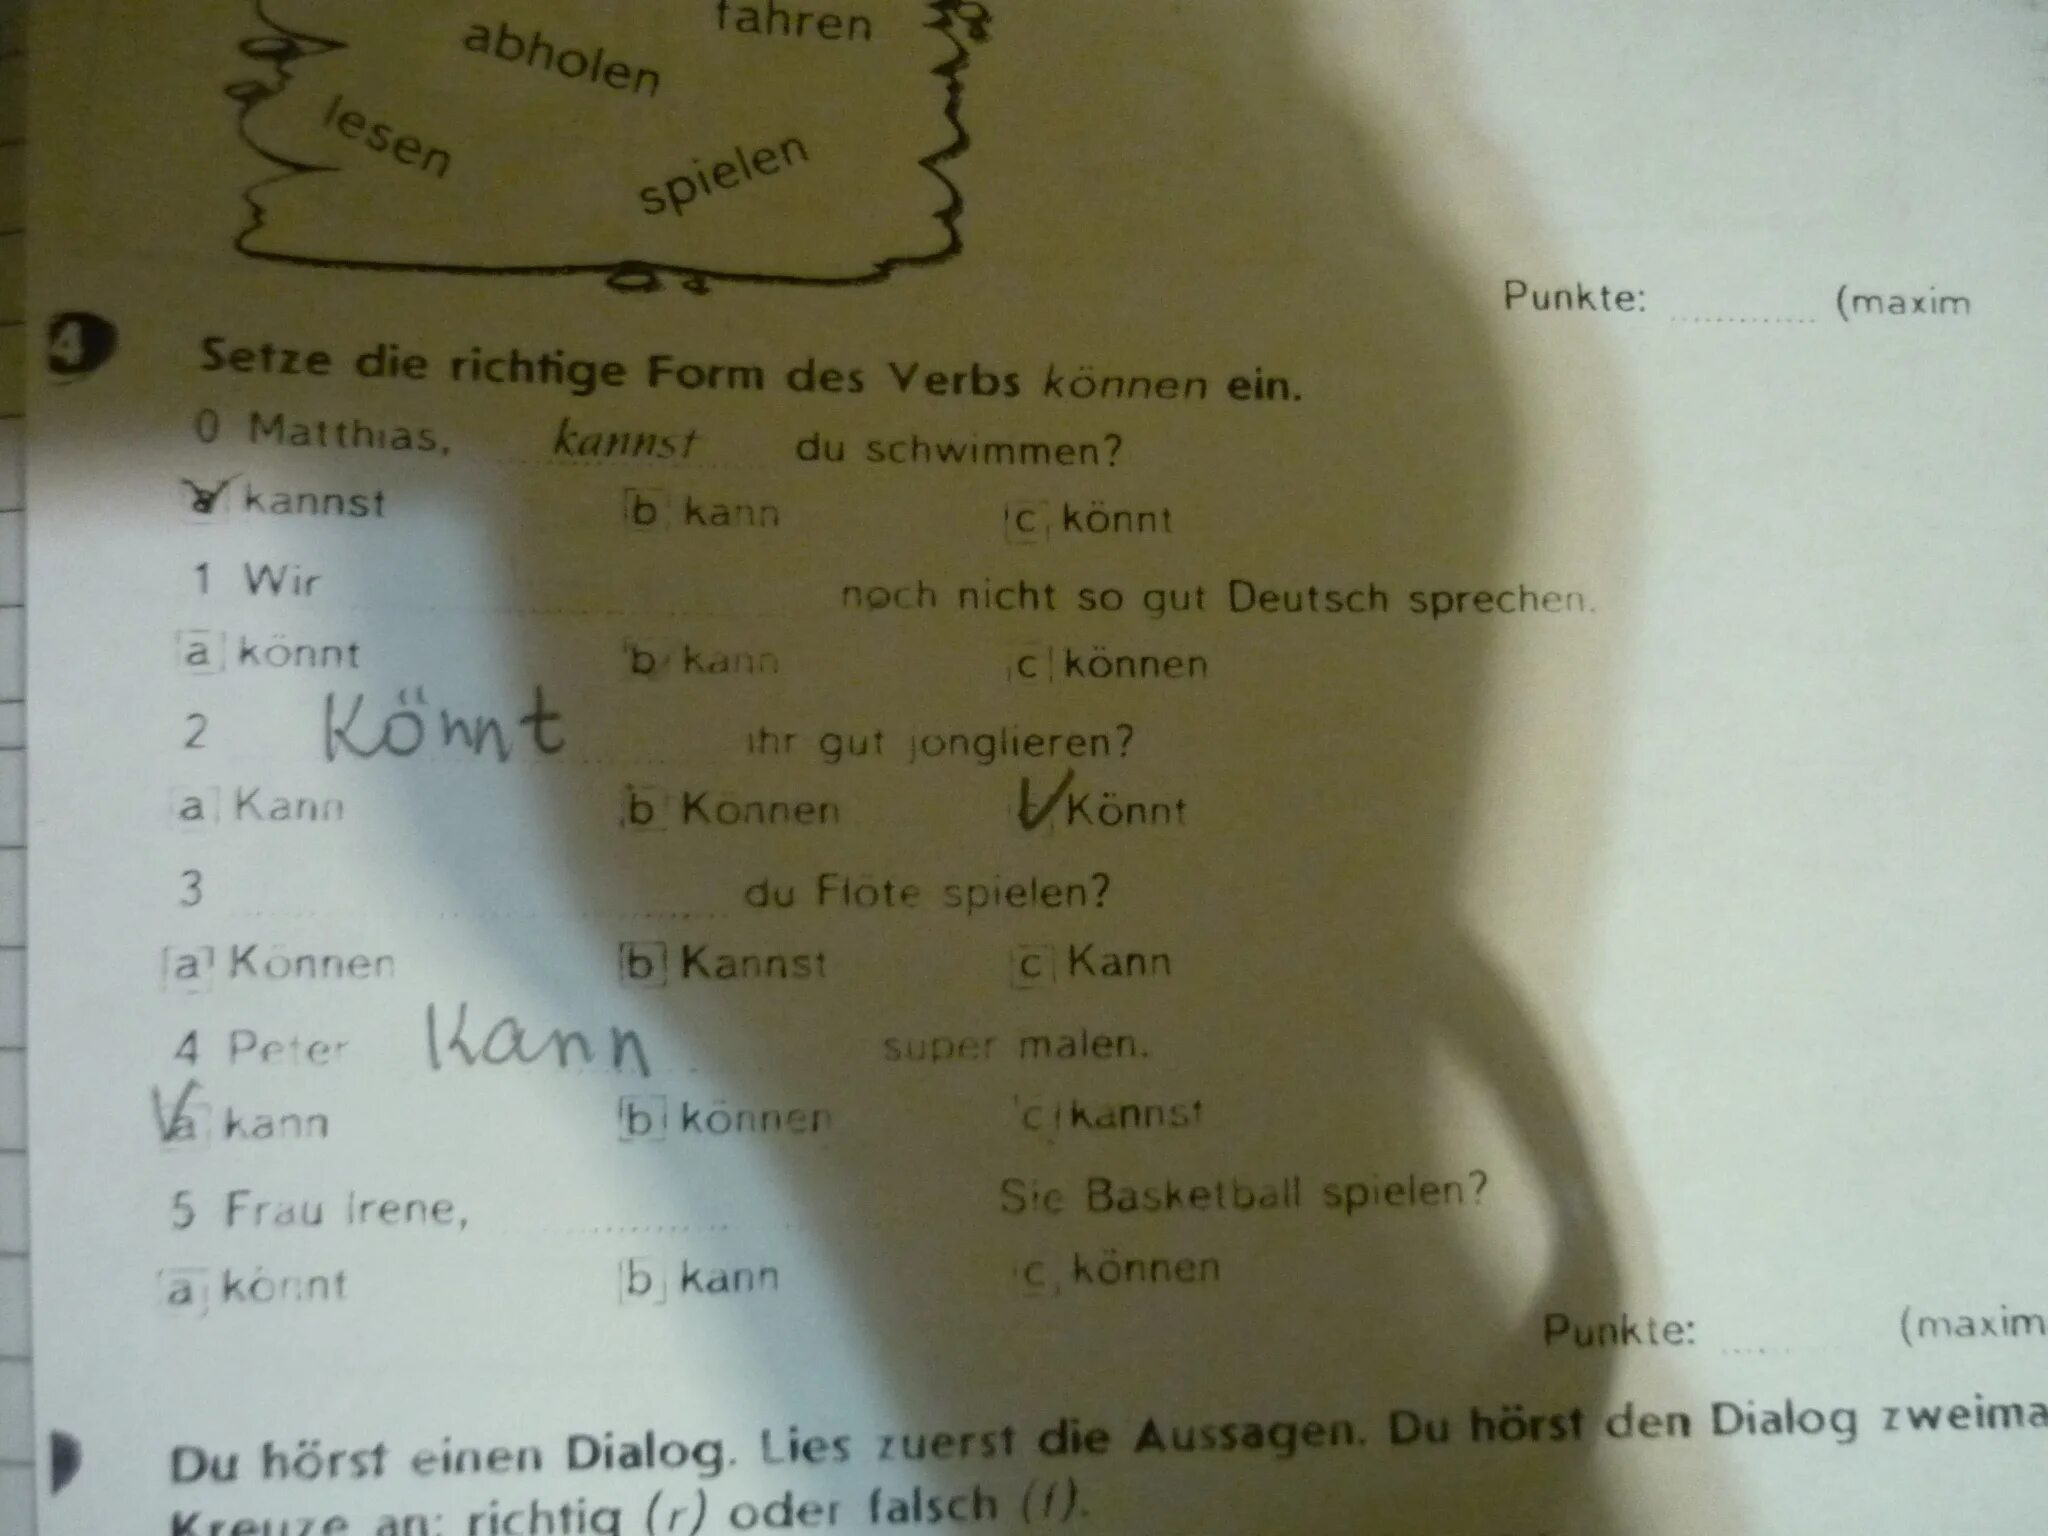 fahren
abholen
lesen
spielen
Punkte: ............ (maxim
4 Setze die richtige Form des Verbs können ein.
0 Matthias, kannst du schwimmen?
a kannst b kann c könnt
1 Wir .................... noch nicht so gut Deutsch sprechen.
a könnt b kann c können
2 Könnt ihr gut jonglieren?
a Kann b Können c Könnt
3 .................... du Flöte spielen?
a Können b Kannst c Kann
4 Peter Kann super malen.
a kann b können c kannst
5 Frau Irene, .................... Sie Basketball spielen?
a könnt b kann c können
Punkte: ............ (maxim
Du hörst einen Dialog. Lies zuerst die Aussagen. Du hörst den Dialog zweima
Kreuze an: richtig (r) oder falsch (f).